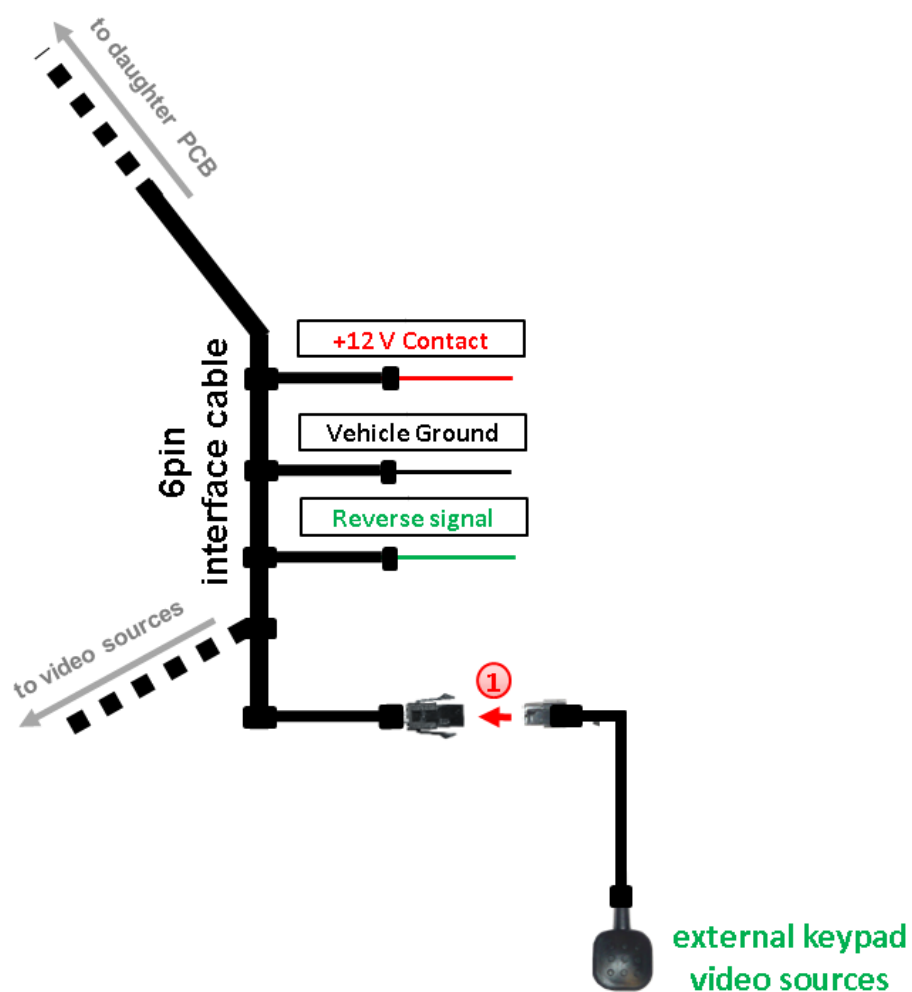 to daughter PCB
+12 V Contact
6pin
interface cable
Vehicle Ground
Reverse signal
to video sources
1
external keypad
video sources